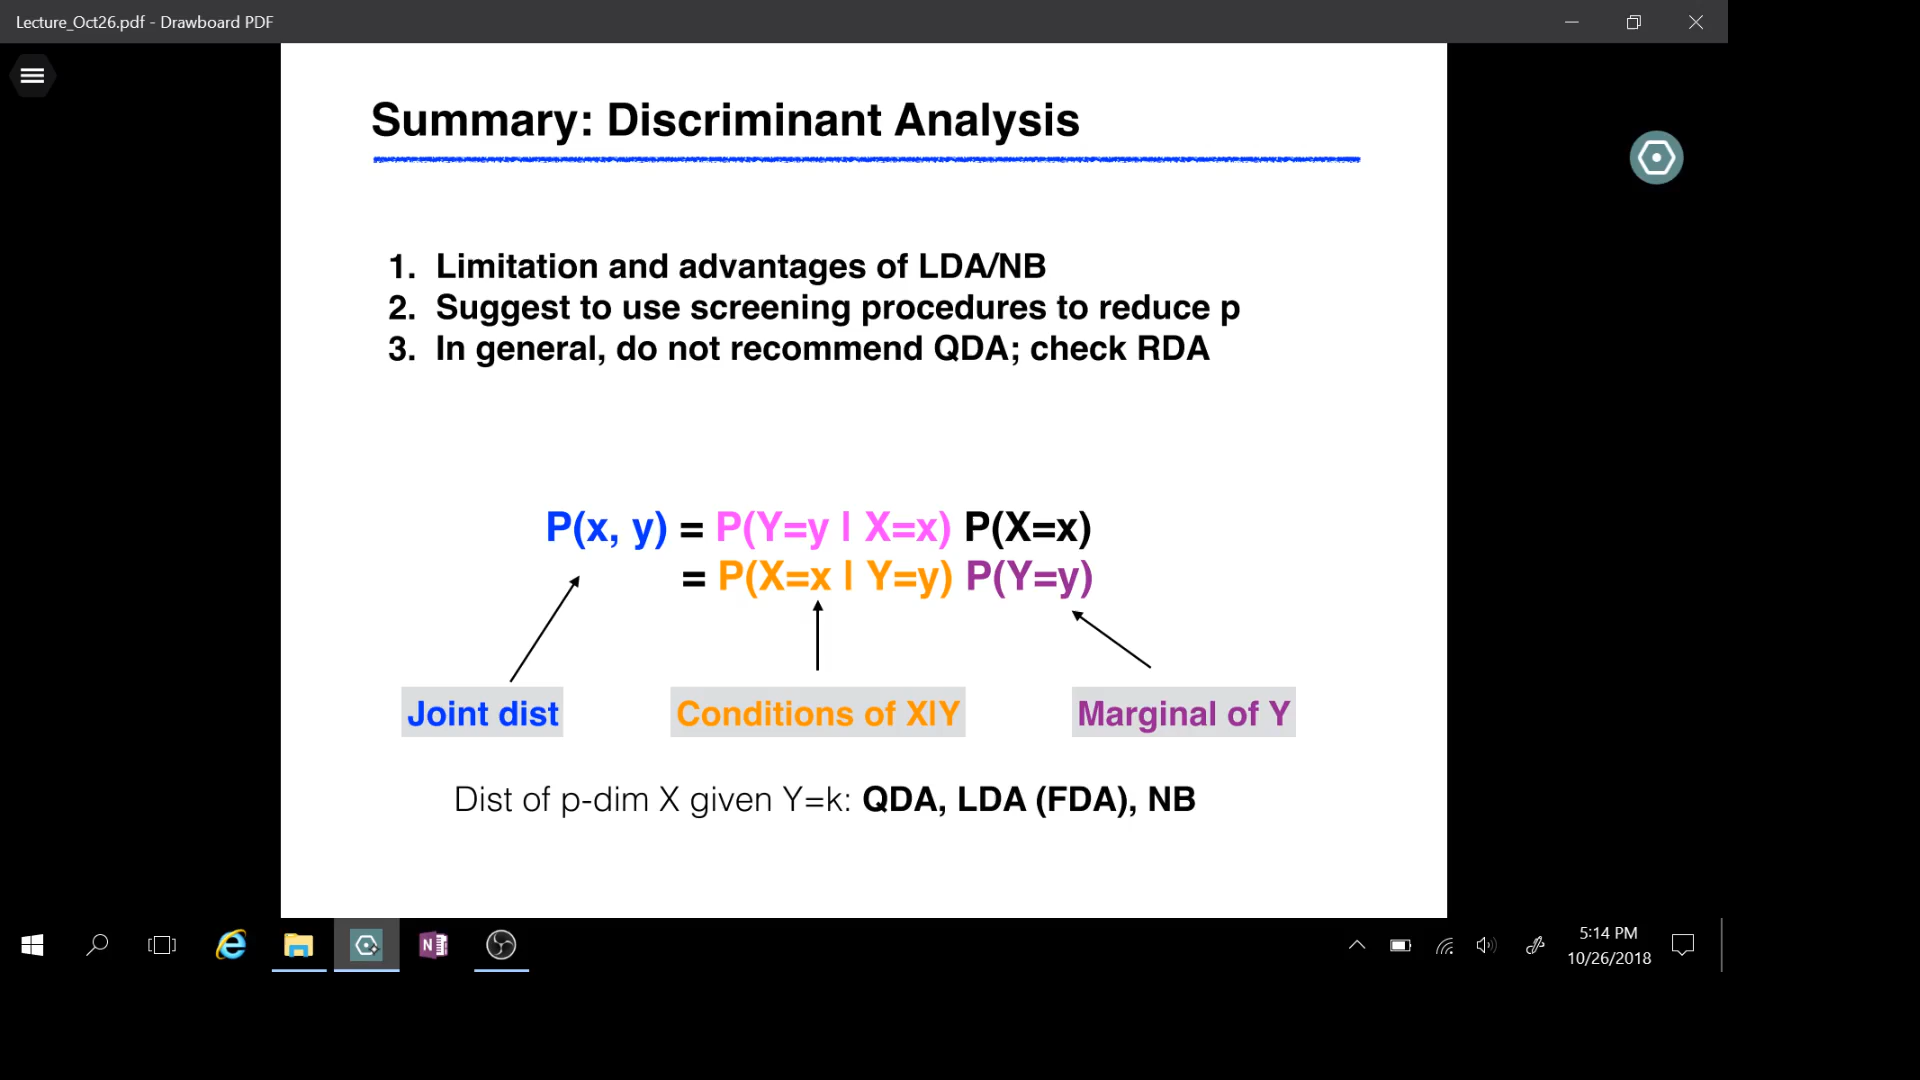 Lecture_Oct26.pdf - Drawboard PDF
Summary: Discriminant Analysis
1. Limitation and advantages of LDA/NB
2. Suggest to use screening procedures to reduce p
3. In general, do not recommend QDA; check RDA
P(x, y) = P(Y=y | X=x) P(X=x)
= P(X=x | Y=y) P(Y=y)
Joint dist
Conditions of X|Y
Marginal of Y
Dist of p-dim X given Y=k: QDA, LDA (FDA), NB
N
5:14 PM
10/26/2018